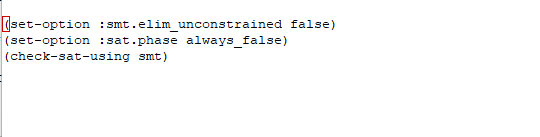 (set-option :smt.elim_unconstrained false)
(set-option :sat.phase always_false)
(check-sat-using smt)